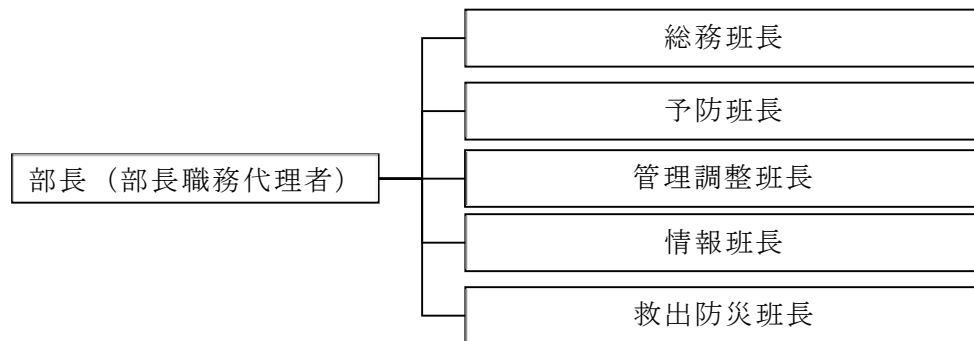 総務班長
予防班長
部長（部長職務代理者）
管理調整班長
情報班長
救出防災班長